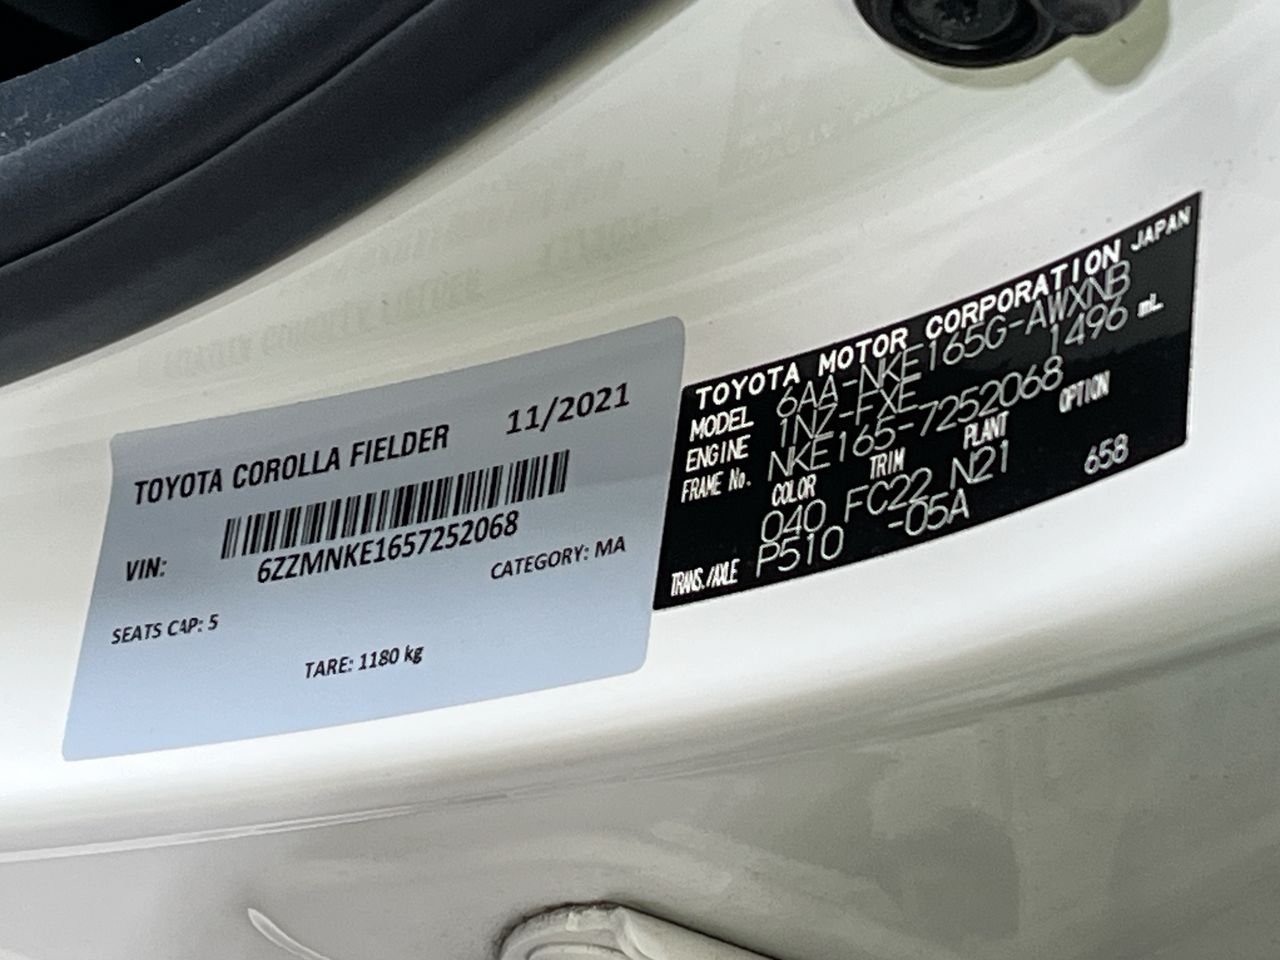 TOYOTA COROLLA FIELDER 11/2021
VIN:
6ZZMNKE1657252068
CATEGORY: MA
SEATS CAP: 5
TARE: 1180 kg
TOYOTA MOTOR CORPORATION JAPAN
MODEL 6AA-NKE165G-AWXNB
ENGINE 1NZ-FXE 1496 mL
FRAME No. NKE165-7252068
COLOR TRIM PLANT OPTION
040 FC22 N21 658
TRANS./AXLE P510 -05A